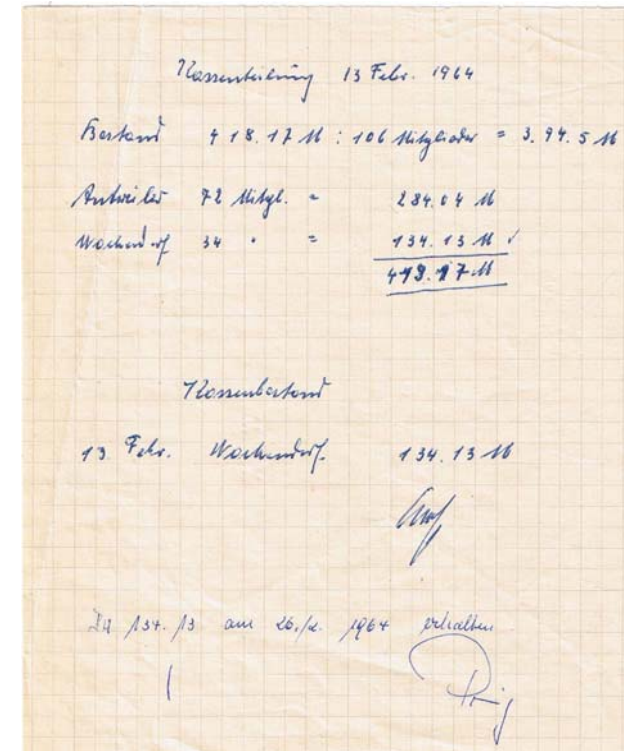 Kassenteilung 13 Febr. 1964
Bestand 418.17 M : 106 Mitglieder = 3.94.5 M
Antweiler 72 Mitgl. = 284.04 M
Wachendorf 34 " = 134.13 M ✓
418.17 M
Kassenbestand
13. Febr. Wachendorf. 134.13 M
134.13 am 26./2. 1964 erhalten